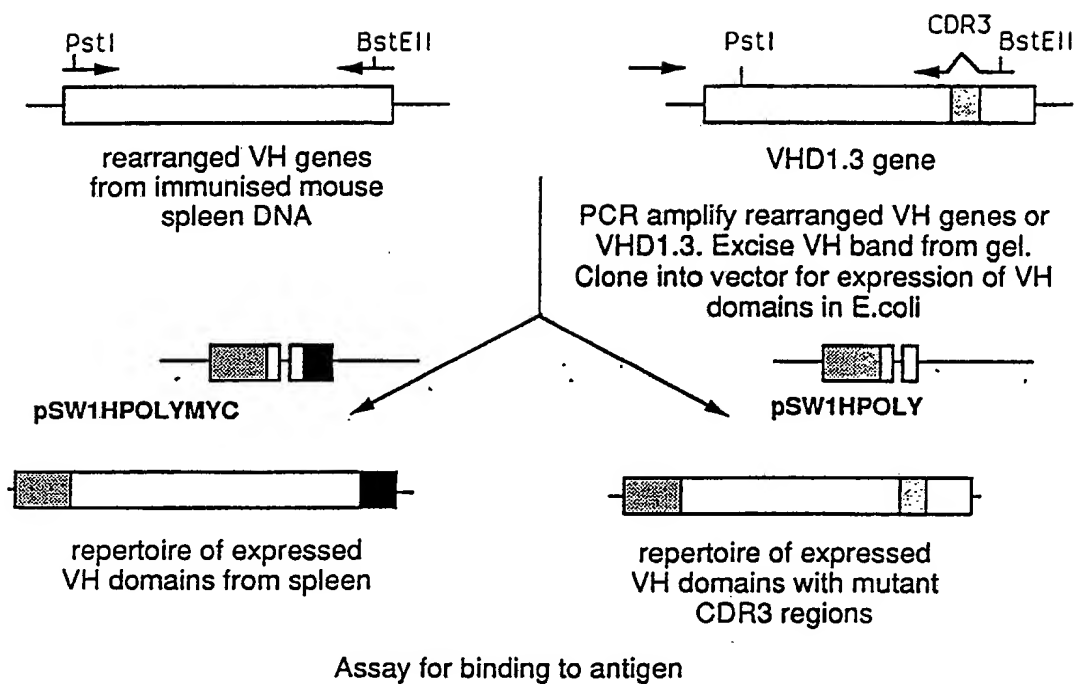 PstI
BstEII
rearranged VH genes
from immunised mouse
spleen DNA
PstI
CDR3
BstEII
VHD1.3 gene
PCR amplify rearranged VH genes or
VHD1.3. Excise VH band from gel.
Clone into vector for expression of VH
domains in E.coli
pSW1HPOLYMYC
pSW1HPOLY
repertoire of expressed
VH domains from spleen
repertoire of expressed
VH domains with mutant
CDR3 regions
Assay for binding to antigen